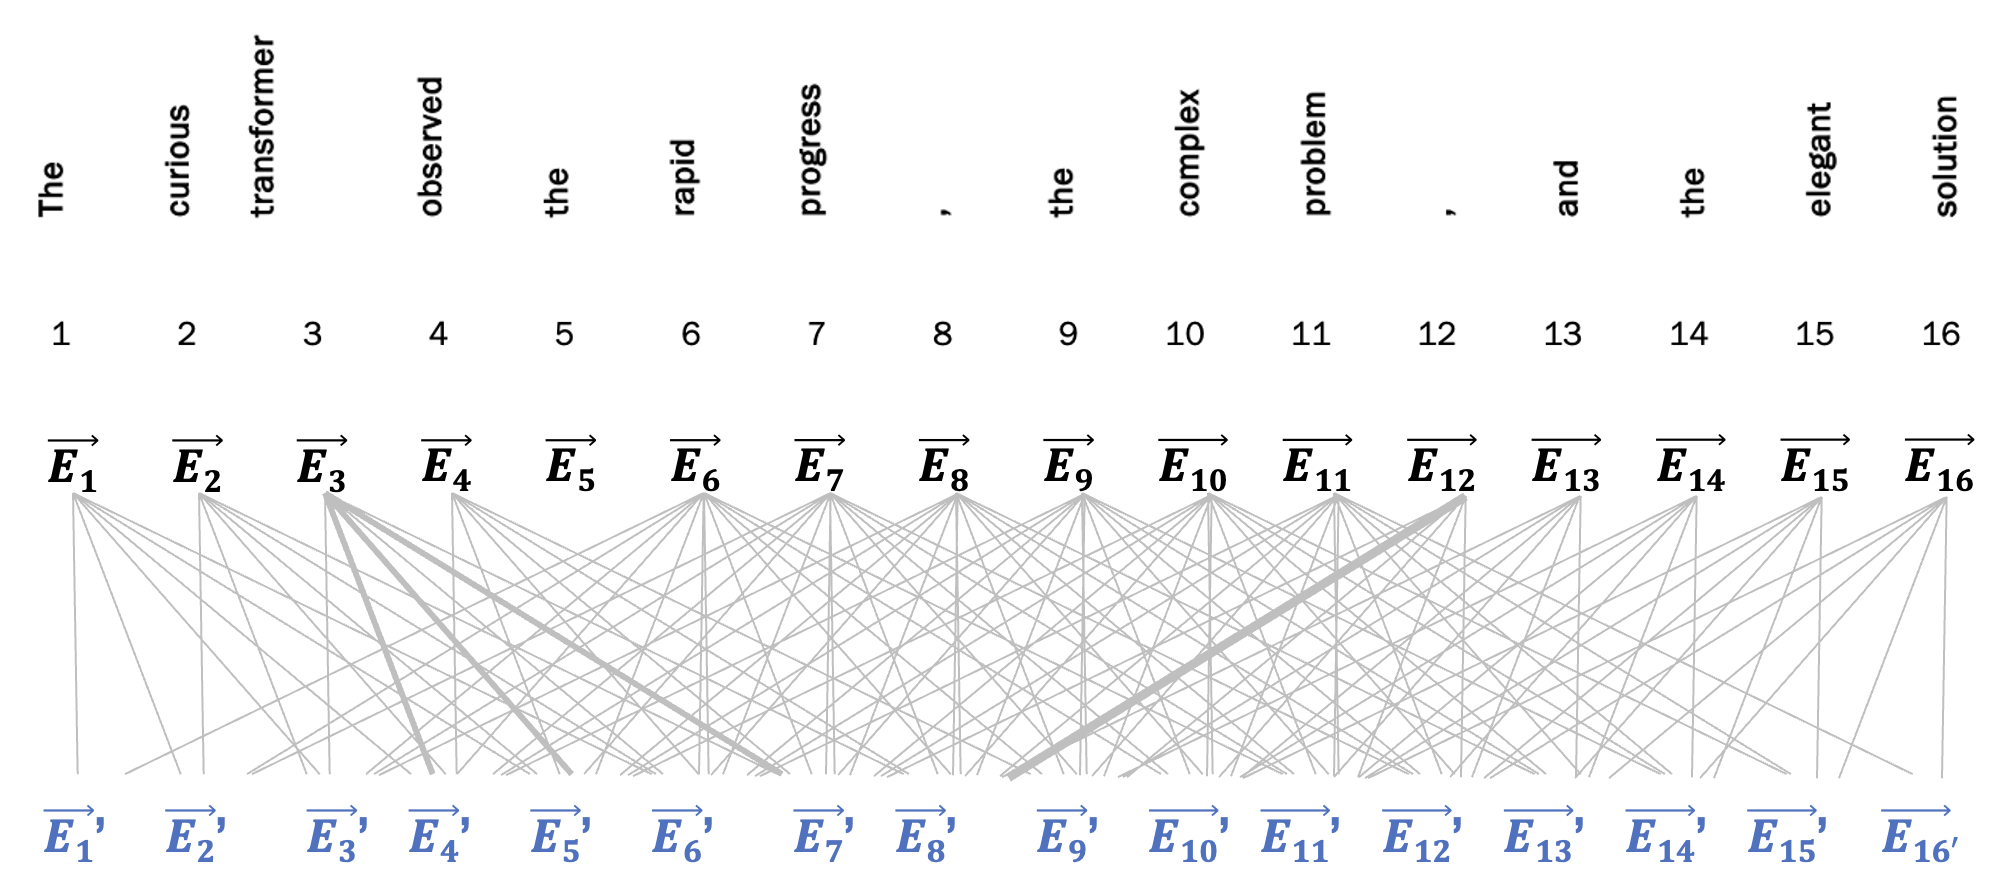 The curious transformer observed the rapid progress , the complex problem , and the elegant solution
1 2 3 4 5 6 7 8 9 10 11 12 13 14 15 16
E₁ E₂ E₃ E₄ E₅ E₆ E₇ E₈ E₉ E₁₀ E₁₁ E₁₂ E₁₃ E₁₄ E₁₅ E₁₆
E₁’ E₂’ E₃’ E₄’ E₅’ E₆’ E₇’ E₈’ E₉’ E₁₀’ E₁₁’ E₁₂’ E₁₃’ E₁₄’ E₁₅’ E₁₆′